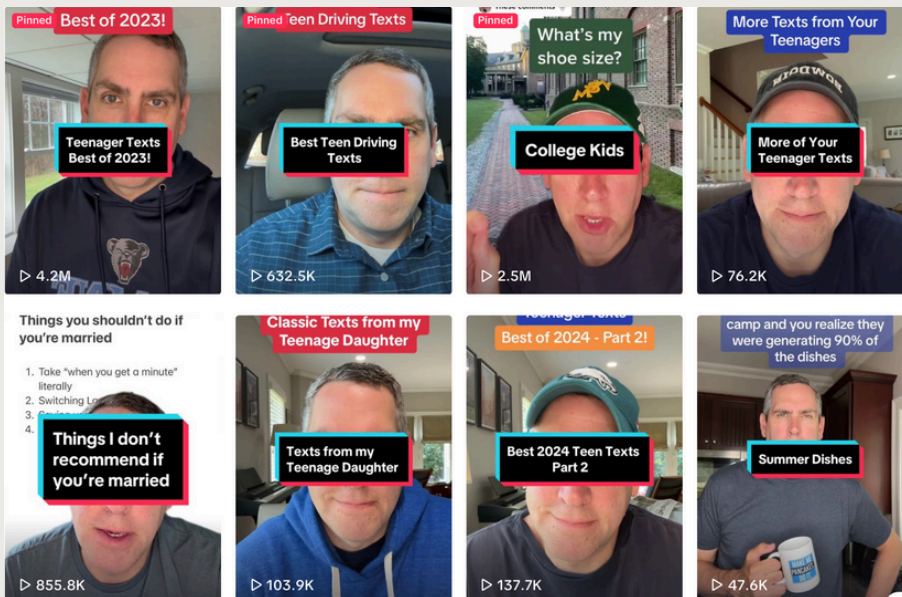 Pinned
Best of 2023!
Teenager Texts
Best of 2023!
4.2M
Pinned
Teen Driving Texts
Best Teen Driving
Texts
632.5K
Pinned
These comments
What's my
shoe size?
College Kids
2.5M
More Texts from Your
Teenagers
BOWDOIN
More of Your
Teenager Texts
76.2K
Things you shouldn't do if
you're married
1. Take "when you get a minute"
literally
2. Switching
3.
4.
Things I don't
recommend if
you're married
855.8K
Classic Texts from my
Teenage Daughter
Texts from my
Teenage Daughter
103.9K
Teenager Texts
Best of 2024 - Part 2!
Best 2024 Teen Texts
Part 2
137.7K
camp and you realize they
were generating 90% of
the dishes
Summer Dishes
PANCAKES
47.6K